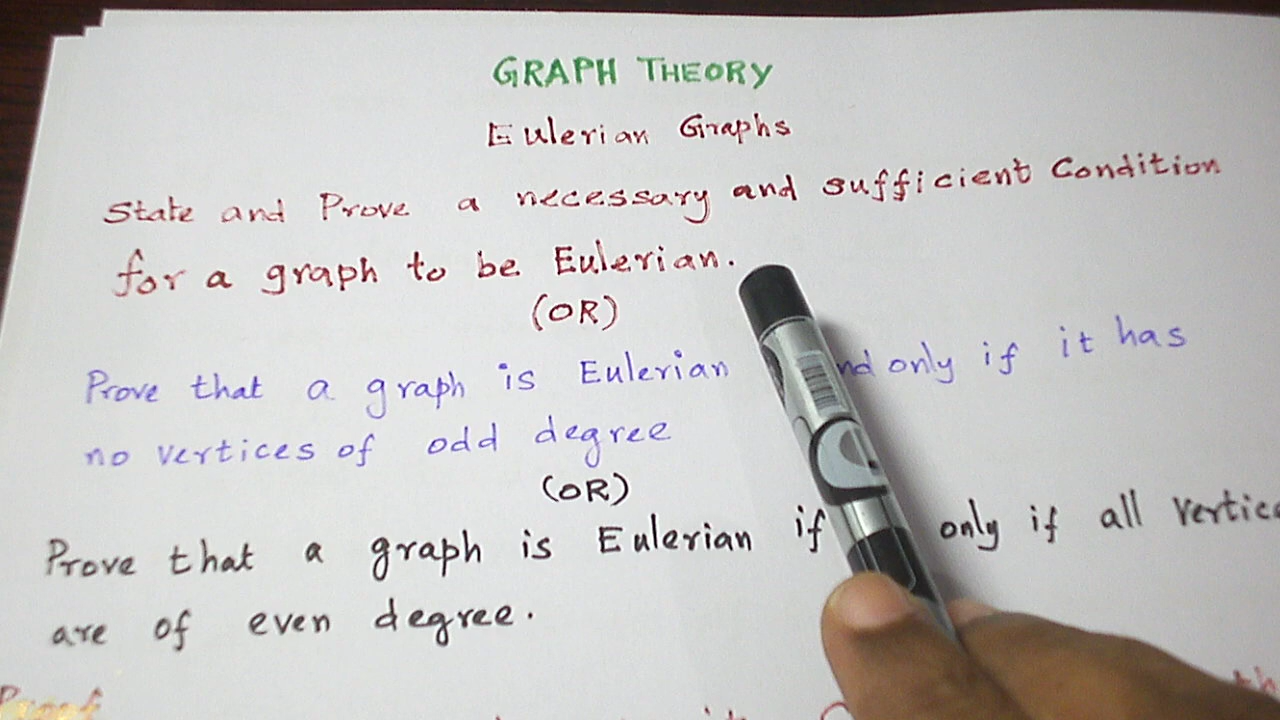 GRAPH THEORY
Eulerian Graphs
State and Prove a necessary and sufficient Condition
for a graph to be Eulerian.
(OR)
Prove that a graph is Eulerian only if it has
no vertices of odd degree
(OR)
Prove that a graph is Eulerian if only if all
are of even degree.
Proof